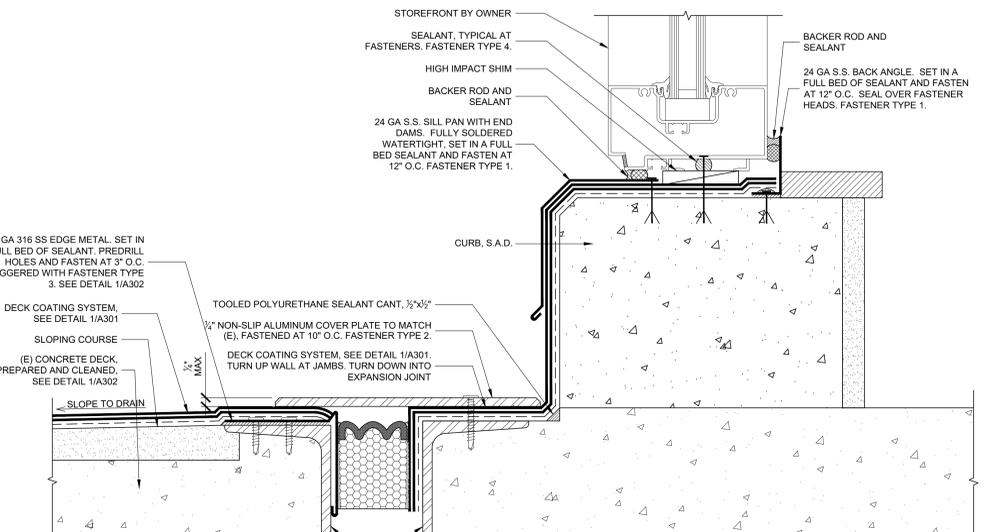 STOREFRONT BY OWNER
SEALANT, TYPICAL AT
FASTENERS. FASTENER TYPE 4.
HIGH IMPACT SHIM
BACKER ROD AND
SEALANT
24 GA S.S. SILL PAN WITH END
DAMS. FULLY SOLDERED
WATERTIGHT, SET IN A FULL
BED SEALANT AND FASTEN AT
12" O.C. FASTENER TYPE 1.
BACKER ROD AND
SEALANT
24 GA S.S. BACK ANGLE. SET IN A
FULL BED OF SEALANT AND FASTEN
AT 12" O.C. SEAL OVER FASTENER
HEADS. FASTENER TYPE 1.
CURB, S.A.D.
GA 316 SS EDGE METAL. SET IN
BED OF SEALANT. PREDRILL
HOLES AND FASTEN AT 3" O.C.
WITH FASTENER TYPE
3. SEE DETAIL 1/A302
DECK COATING SYSTEM,
SEE DETAIL 1/A301
SLOPING COURSE
(E) CONCRETE DECK,
PREPARED AND CLEANED,
SEE DETAIL 1/A302
SLOPE TO DRAIN
¼" MAX
TOOLED POLYURETHANE SEALANT CANT, ½"x½"
¼" NON-SLIP ALUMINUM COVER PLATE TO MATCH
(E), FASTENED AT 10" O.C. FASTENER TYPE 2.
DECK COATING SYSTEM, SEE DETAIL 1/A301.
TURN UP WALL AT JAMBS. TURN DOWN INTO
EXPANSION JOINT